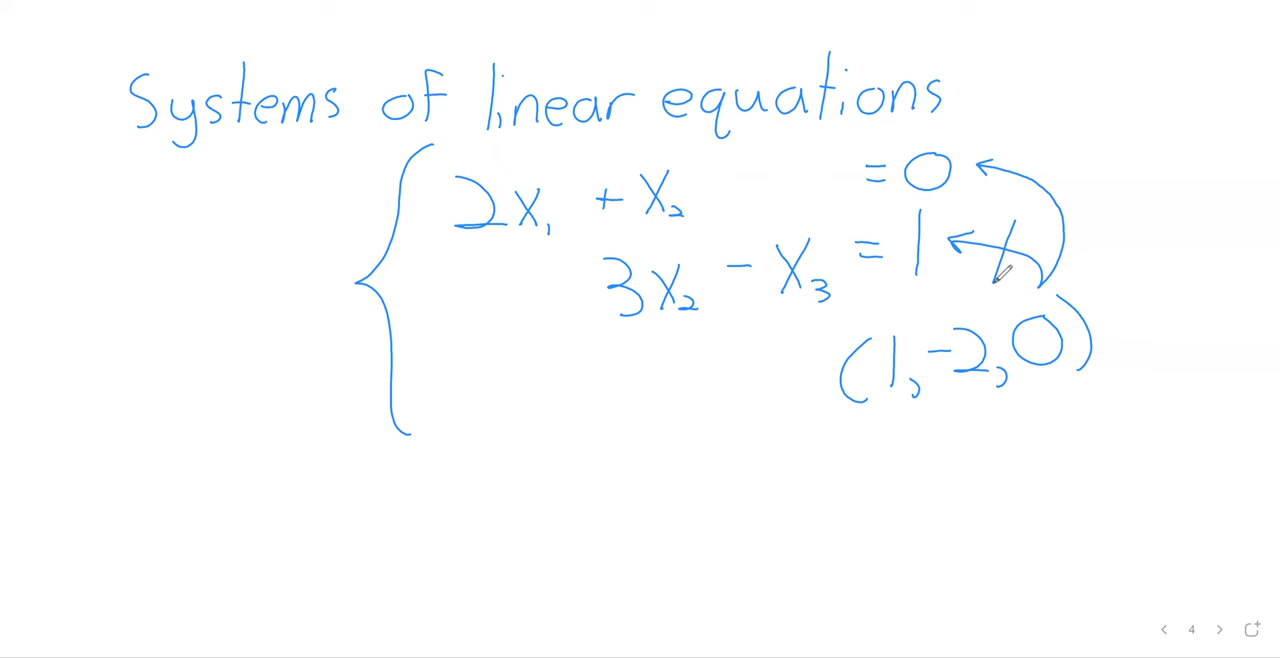 Systems of linear equations
2x₁ + x₂ = 0
3x₂ - x₃ = 1
(1, -2, 0)
4